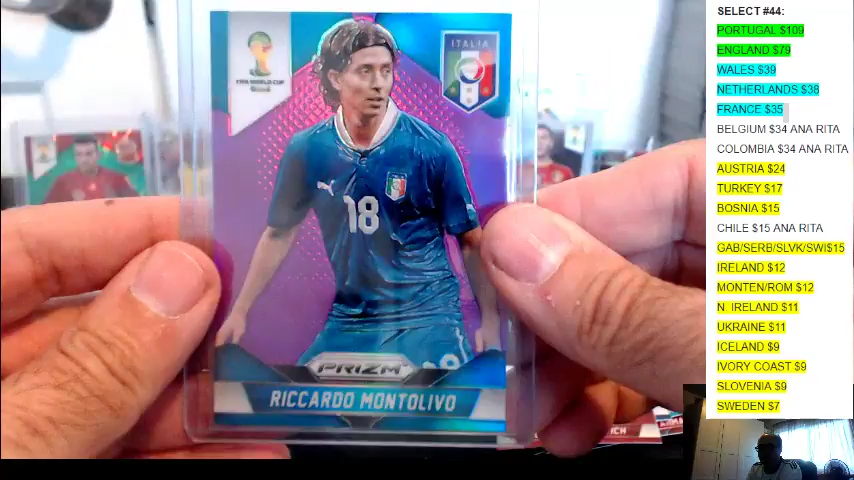 FIFA WORLD CUP
ITALIA
18
PRIZM
RICCARDO MONTOLIVO
SELECT #44:
PORTUGAL $109
ENGLAND $79
WALES $39
NETHERLANDS $38
FRANCE $35
BELGIUM $34 ANA RITA
COLOMBIA $34 ANA RITA
AUSTRIA $24
TURKEY $17
BOSNIA $15
CHILE $15 ANA RITA
GAB/SERB/SLVK/SWI$15
IRELAND $12
MONTEN/ROM $12
N IRELAND $11
UKRAINE $11
ICELAND $9
IVORY COAST $9
SLOVENIA $9
SWEDEN $7